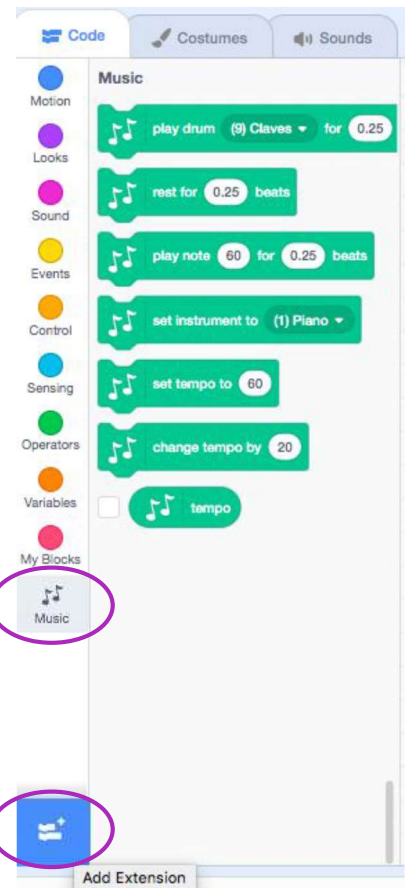 Code Costumes Sounds
Motion
Looks
Sound
Events
Control
Sensing
Operators
Variables
My Blocks
Music
Music
play drum (9) Claves for 0.25
rest for 0.25 beats
play note 60 for 0.25 beats
set instrument to (1) Piano
set tempo to 60
change tempo by 20
tempo
Add Extension